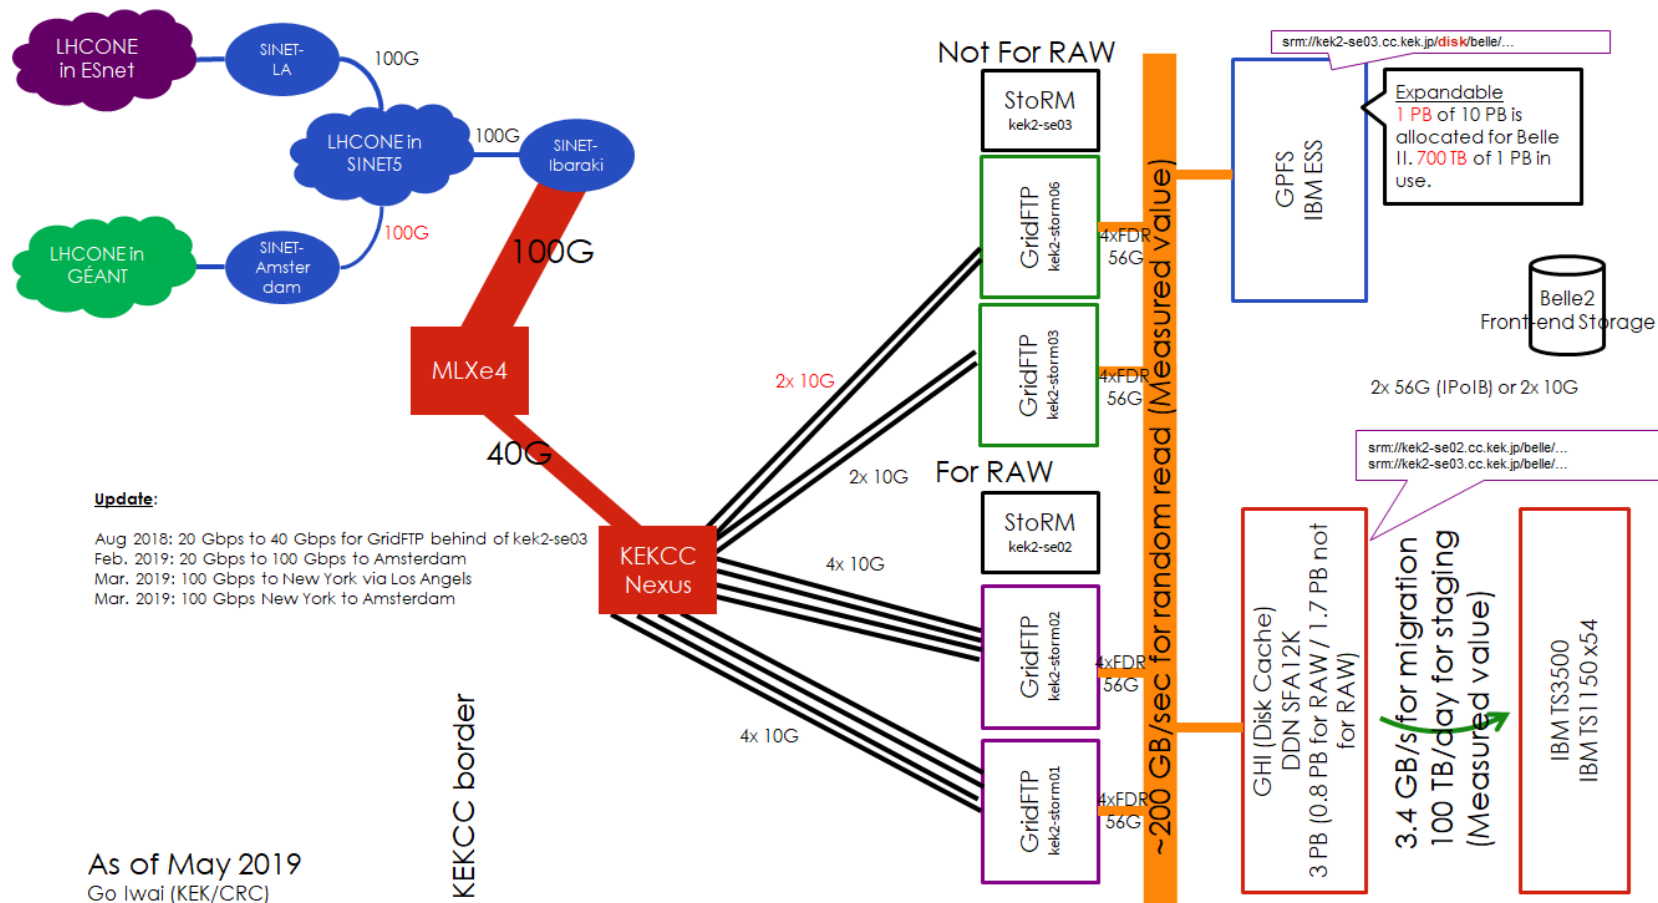 LHCONE
in ESnet
SINET-
LA
100G
LHCONE in
SINET5
100G
SINET-
Ibaraki
LHCONE in
GÉANT
SINET-
Amster
dam
100G
100G
MLXe4
40G
KEKCC
Nexus
Update:
Aug 2018: 20 Gbps to 40 Gbps for GridFTP behind of kek2-se03
Feb. 2019: 20 Gbps to 100 Gbps to Amsterdam
Mar. 2019: 100 Gbps to New York via Los Angels
Mar. 2019: 100 Gbps New York to Amsterdam
KEKCC border
As of May 2019
Go Iwai (KEK/CRC)
2x 10G
2x 10G
4x 10G
4x 10G
Not For RAW
StoRM
kek2-se03
GridFTP
kek2-storm06
4xFDR
56G
GridFTP
kek2-storm03
4xFDR
56G
For RAW
StoRM
kek2-se02
GridFTP
kek2-storm02
4xFDR
56G
GridFTP
kek2-storm01
4xFDR
56G
~200 GB/sec for random read (Measured value)
srm://kek2-se03.cc.kek.jp/disk/belle/…
GPFS
IBM ESS
Expandable
1 PB of 10 PB is
allocated for Belle
II. 700 TB of 1 PB in
use.
Belle2
Front-end Storage
2x 56G (IPoIB) or 2x 10G
srm://kek2-se02.cc.kek.jp/belle/…
srm://kek2-se03.cc.kek.jp/belle/…
GHI (Disk Cache)
DDN SFA12K
3 PB (0.8 PB for RAW / 1.7 PB not
for RAW)
3.4 GB/s for migration
100 TB/day for staging
(Measured value)
IBM TS3500
IBM TS1150 x54